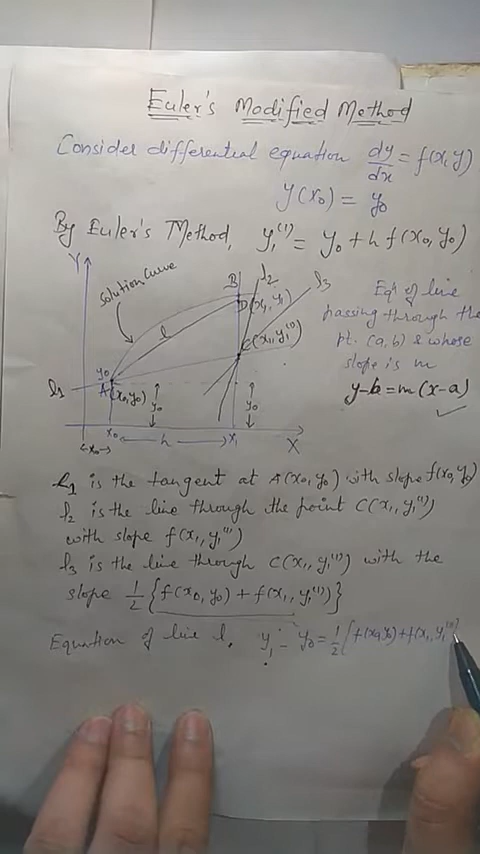 Euler's Modified Method
Consider differential equation dy/dx = f(x, y)
y(x₀) = y₀
By Euler's Method, y₁⁽¹⁾ = y₀ + h f(x₀, y₀)
Y
solution curve
B
l₂
l₃
D(x₁, y₁)
l
C(x₁, y₁⁽¹⁾)
y₀
l₁
A(x₀, y₀)
y₀
y₀
x₀
h
x₁
X
x₀
Eqn of line
passing through the
pt. (a, b) & whose
slope is m
y-b = m(x-a)
l₁ is the tangent at A(x₀, y₀) with slope f(x₀, y₀)
l₂ is the line through the point C(x₁, y₁⁽¹⁾)
with slope f(x₁, y₁⁽¹⁾)
l₃ is the line through C(x₁, y₁⁽¹⁾) with the
slope 1/2 {f(x₀, y₀) + f(x₁, y₁⁽¹⁾)}
Equation of line l, y₁ - y₀ = 1/2 [f(x₀, y₀) + f(x₁, y₁⁽¹⁾